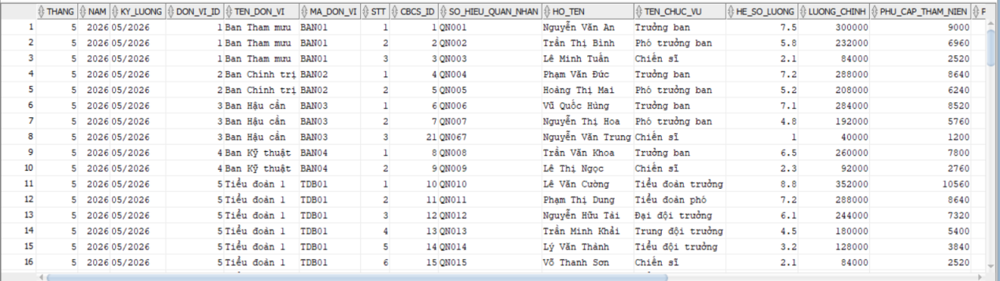 THANG NAM KY_LUONG DON_VI_ID TEN_DON_VI MA_DON_VI STT CBCS_ID SO_HIEU_QUAN_NHAN HO_TEN TEN_CHUC_VU HE_SO_LUONG LUONG_CHINH PHU_CAP_THAM_NIEN P
1 5 2026 05/2026 1 Ban Tham mưu BAN01 1 1 QN001 Nguyễn Văn An Trưởng ban 7.5 300000 9000
2 5 2026 05/2026 1 Ban Tham mưu BAN01 2 2 QN002 Trần Thị Bình Phó trưởng ban 5.8 232000 6960
3 5 2026 05/2026 1 Ban Tham mưu BAN01 3 3 QN003 Lê Minh Tuấn Chiến sĩ 2.1 84000 2520
4 5 2026 05/2026 2 Ban Chính trị BAN02 1 4 QN004 Phạm Văn Đức Trưởng ban 7.2 288000 8640
5 5 2026 05/2026 2 Ban Chính trị BAN02 2 5 QN005 Hoàng Thị Mai Phó trưởng ban 5.2 208000 6240
6 5 2026 05/2026 3 Ban Hậu cần BAN03 1 6 QN006 Vũ Quốc Hùng Trưởng ban 7.1 284000 8520
7 5 2026 05/2026 3 Ban Hậu cần BAN03 2 7 QN007 Nguyễn Thị Hoa Phó trưởng ban 4.8 192000 5760
8 5 2026 05/2026 3 Ban Hậu cần BAN03 3 21 QN067 Nguyễn Văn Trung Chiến sĩ 1 40000 1200
9 5 2026 05/2026 4 Ban Kỹ thuật BAN04 1 8 QN008 Trần Văn Khoa Trưởng ban 6.5 260000 7800
10 5 2026 05/2026 4 Ban Kỹ thuật BAN04 2 9 QN009 Lê Thị Ngọc Chiến sĩ 2.3 92000 2760
11 5 2026 05/2026 5 Tiểu đoàn 1 TDB01 1 10 QN010 Lê Văn Cường Tiểu đoàn trưởng 8.8 352000 10560
12 5 2026 05/2026 5 Tiểu đoàn 1 TDB01 2 11 QN011 Phạm Thị Dung Tiểu đoàn phó 7.2 288000 8640
13 5 2026 05/2026 5 Tiểu đoàn 1 TDB01 3 12 QN012 Nguyễn Hữu Tài Đại đội trưởng 6.1 244000 7320
14 5 2026 05/2026 5 Tiểu đoàn 1 TDB01 4 13 QN013 Trần Minh Khải Trung đội trưởng 4.5 180000 5400
15 5 2026 05/2026 5 Tiểu đoàn 1 TDB01 5 14 QN014 Lý Văn Thành Tiểu đội trưởng 3.2 128000 3840
16 5 2026 05/2026 5 Tiểu đoàn 1 TDB01 6 15 QN015 Võ Thanh Sơn Chiến sĩ 2.1 84000 2520